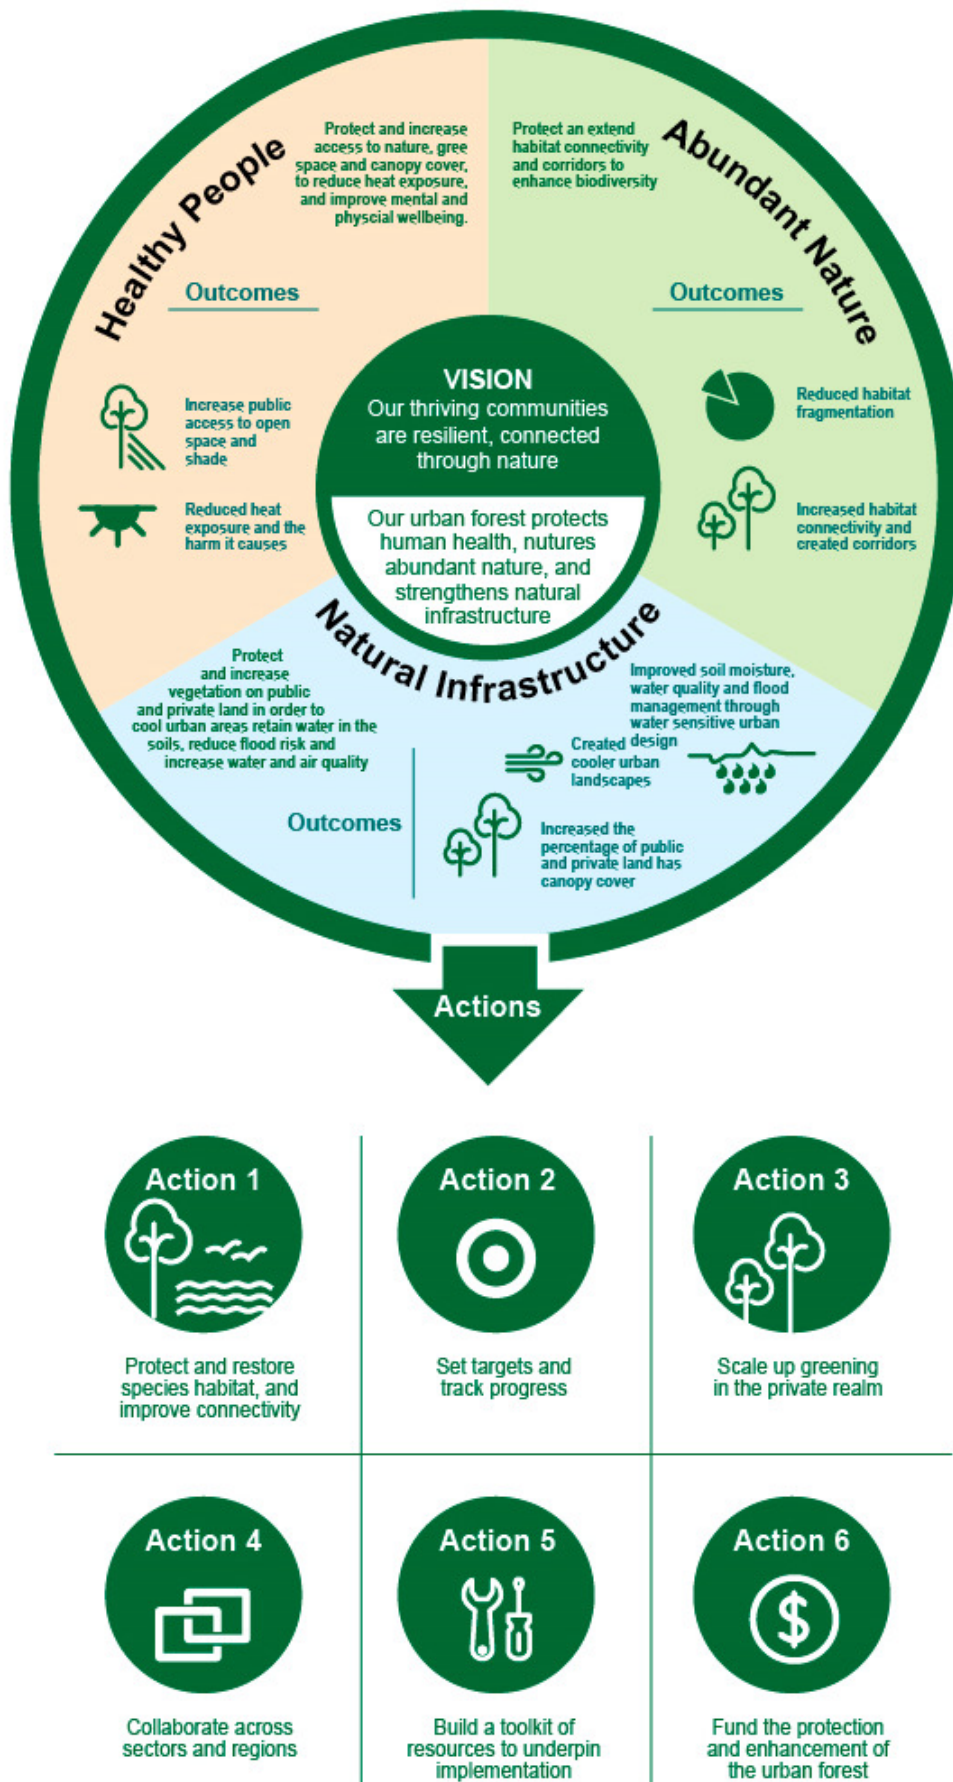 Healthy People
Protect and increase
access to nature, gree
space and canopy cover,
to reduce heat exposure,
and improve mental and
physcial wellbeing.
Outcomes
Increase public
access to open
space and
shade
Reduced heat
exposure and the
harm it causes
Abundant Nature
Protect an extend
habitat connectivity
and corridors to
enhance biodiversity
Outcomes
Reduced habitat
fragmentation
Increased habitat
connectivity and
created corridors
VISION
Our thriving communities
are resilient, connected
through nature
Our urban forest protects
human health, nutures
abundant nature, and
strengthens natural
infrastructure
Natural Infrastructure
Protect
and increase
vegetation on public
and private land in order to
cool urban areas retain water in the
soils, reduce flood risk and
increase water and air quality
Outcomes
Improved soil moisture,
water quality and flood
management through
water sensitive urban
design
Created
cooler urban
landscapes
Increased the
percentage of public
and private land has
canopy cover
Actions
Action 1
Protect and restore
species habitat, and
improve connectivity
Action 2
Set targets and
track progress
Action 3
Scale up greening
in the private realm
Action 4
Collaborate across
sectors and regions
Action 5
Build a toolkit of
resources to underpin
implementation
Action 6
$
Fund the protection
and enhancement of
the urban forest